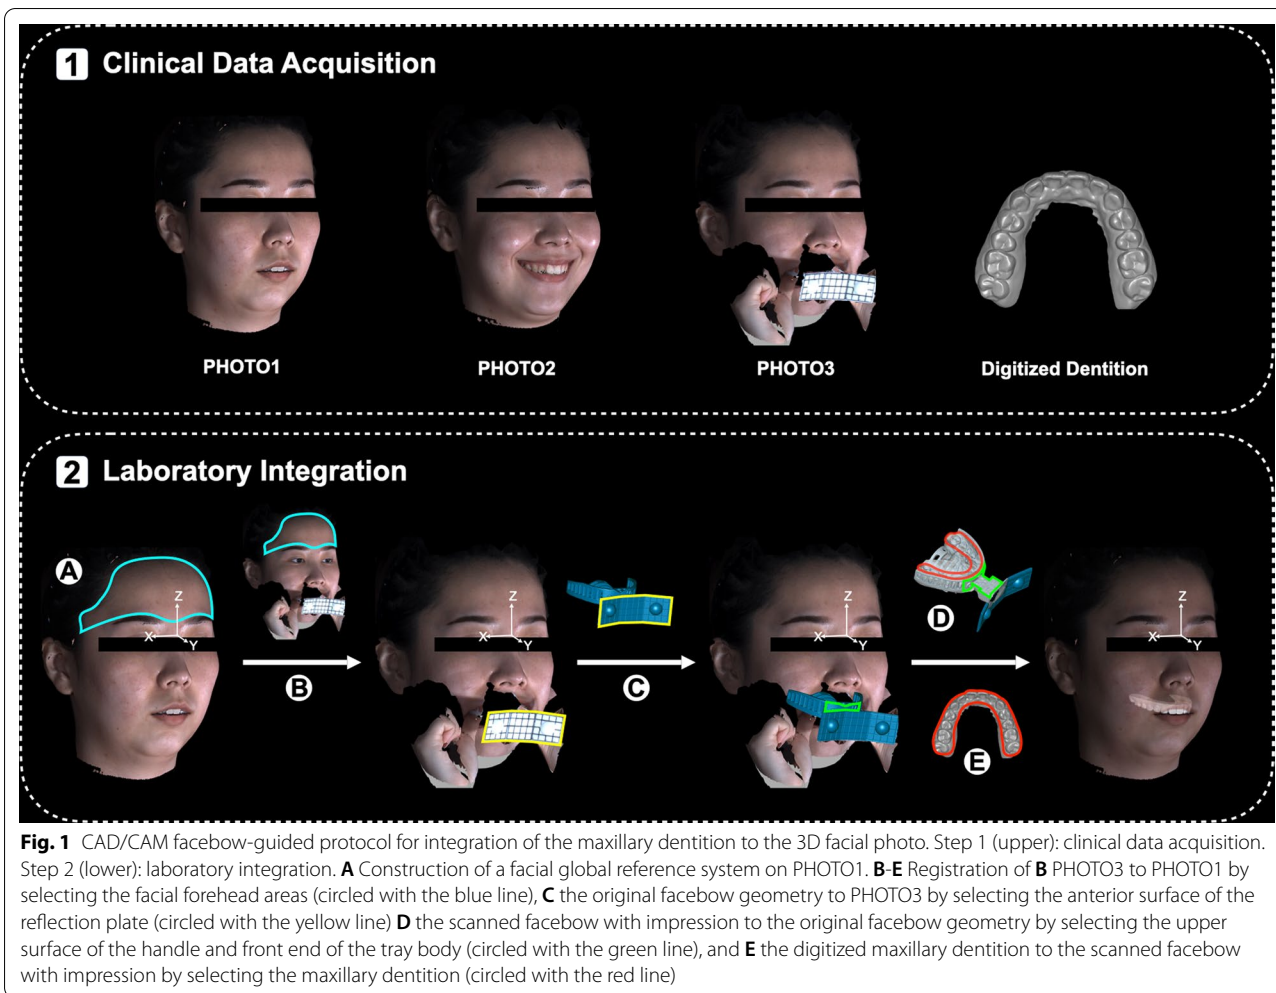 1 Clinical Data Acquisition
PHOTO1
PHOTO2
PHOTO3
Digitized Dentition
2 Laboratory Integration
A
Z
X
Y
B
Z
X
Y
C
Z
X
Y
D
E
Z
X
Y
Fig. 1 CAD/CAM facebow-guided protocol for integration of the maxillary dentition to the 3D facial photo. Step 1 (upper): clinical data acquisition.
Step 2 (lower): laboratory integration. A Construction of a facial global reference system on PHOTO1. B-E Registration of B PHOTO3 to PHOTO1 by
selecting the facial forehead areas (circled with the blue line), C the original facebow geometry to PHOTO3 by selecting the anterior surface of the
reflection plate (circled with the yellow line) D the scanned facebow with impression to the original facebow geometry by selecting the upper
surface of the handle and front end of the tray body (circled with the green line), and E the digitized maxillary dentition to the scanned facebow
with impression by selecting the maxillary dentition (circled with the red line)